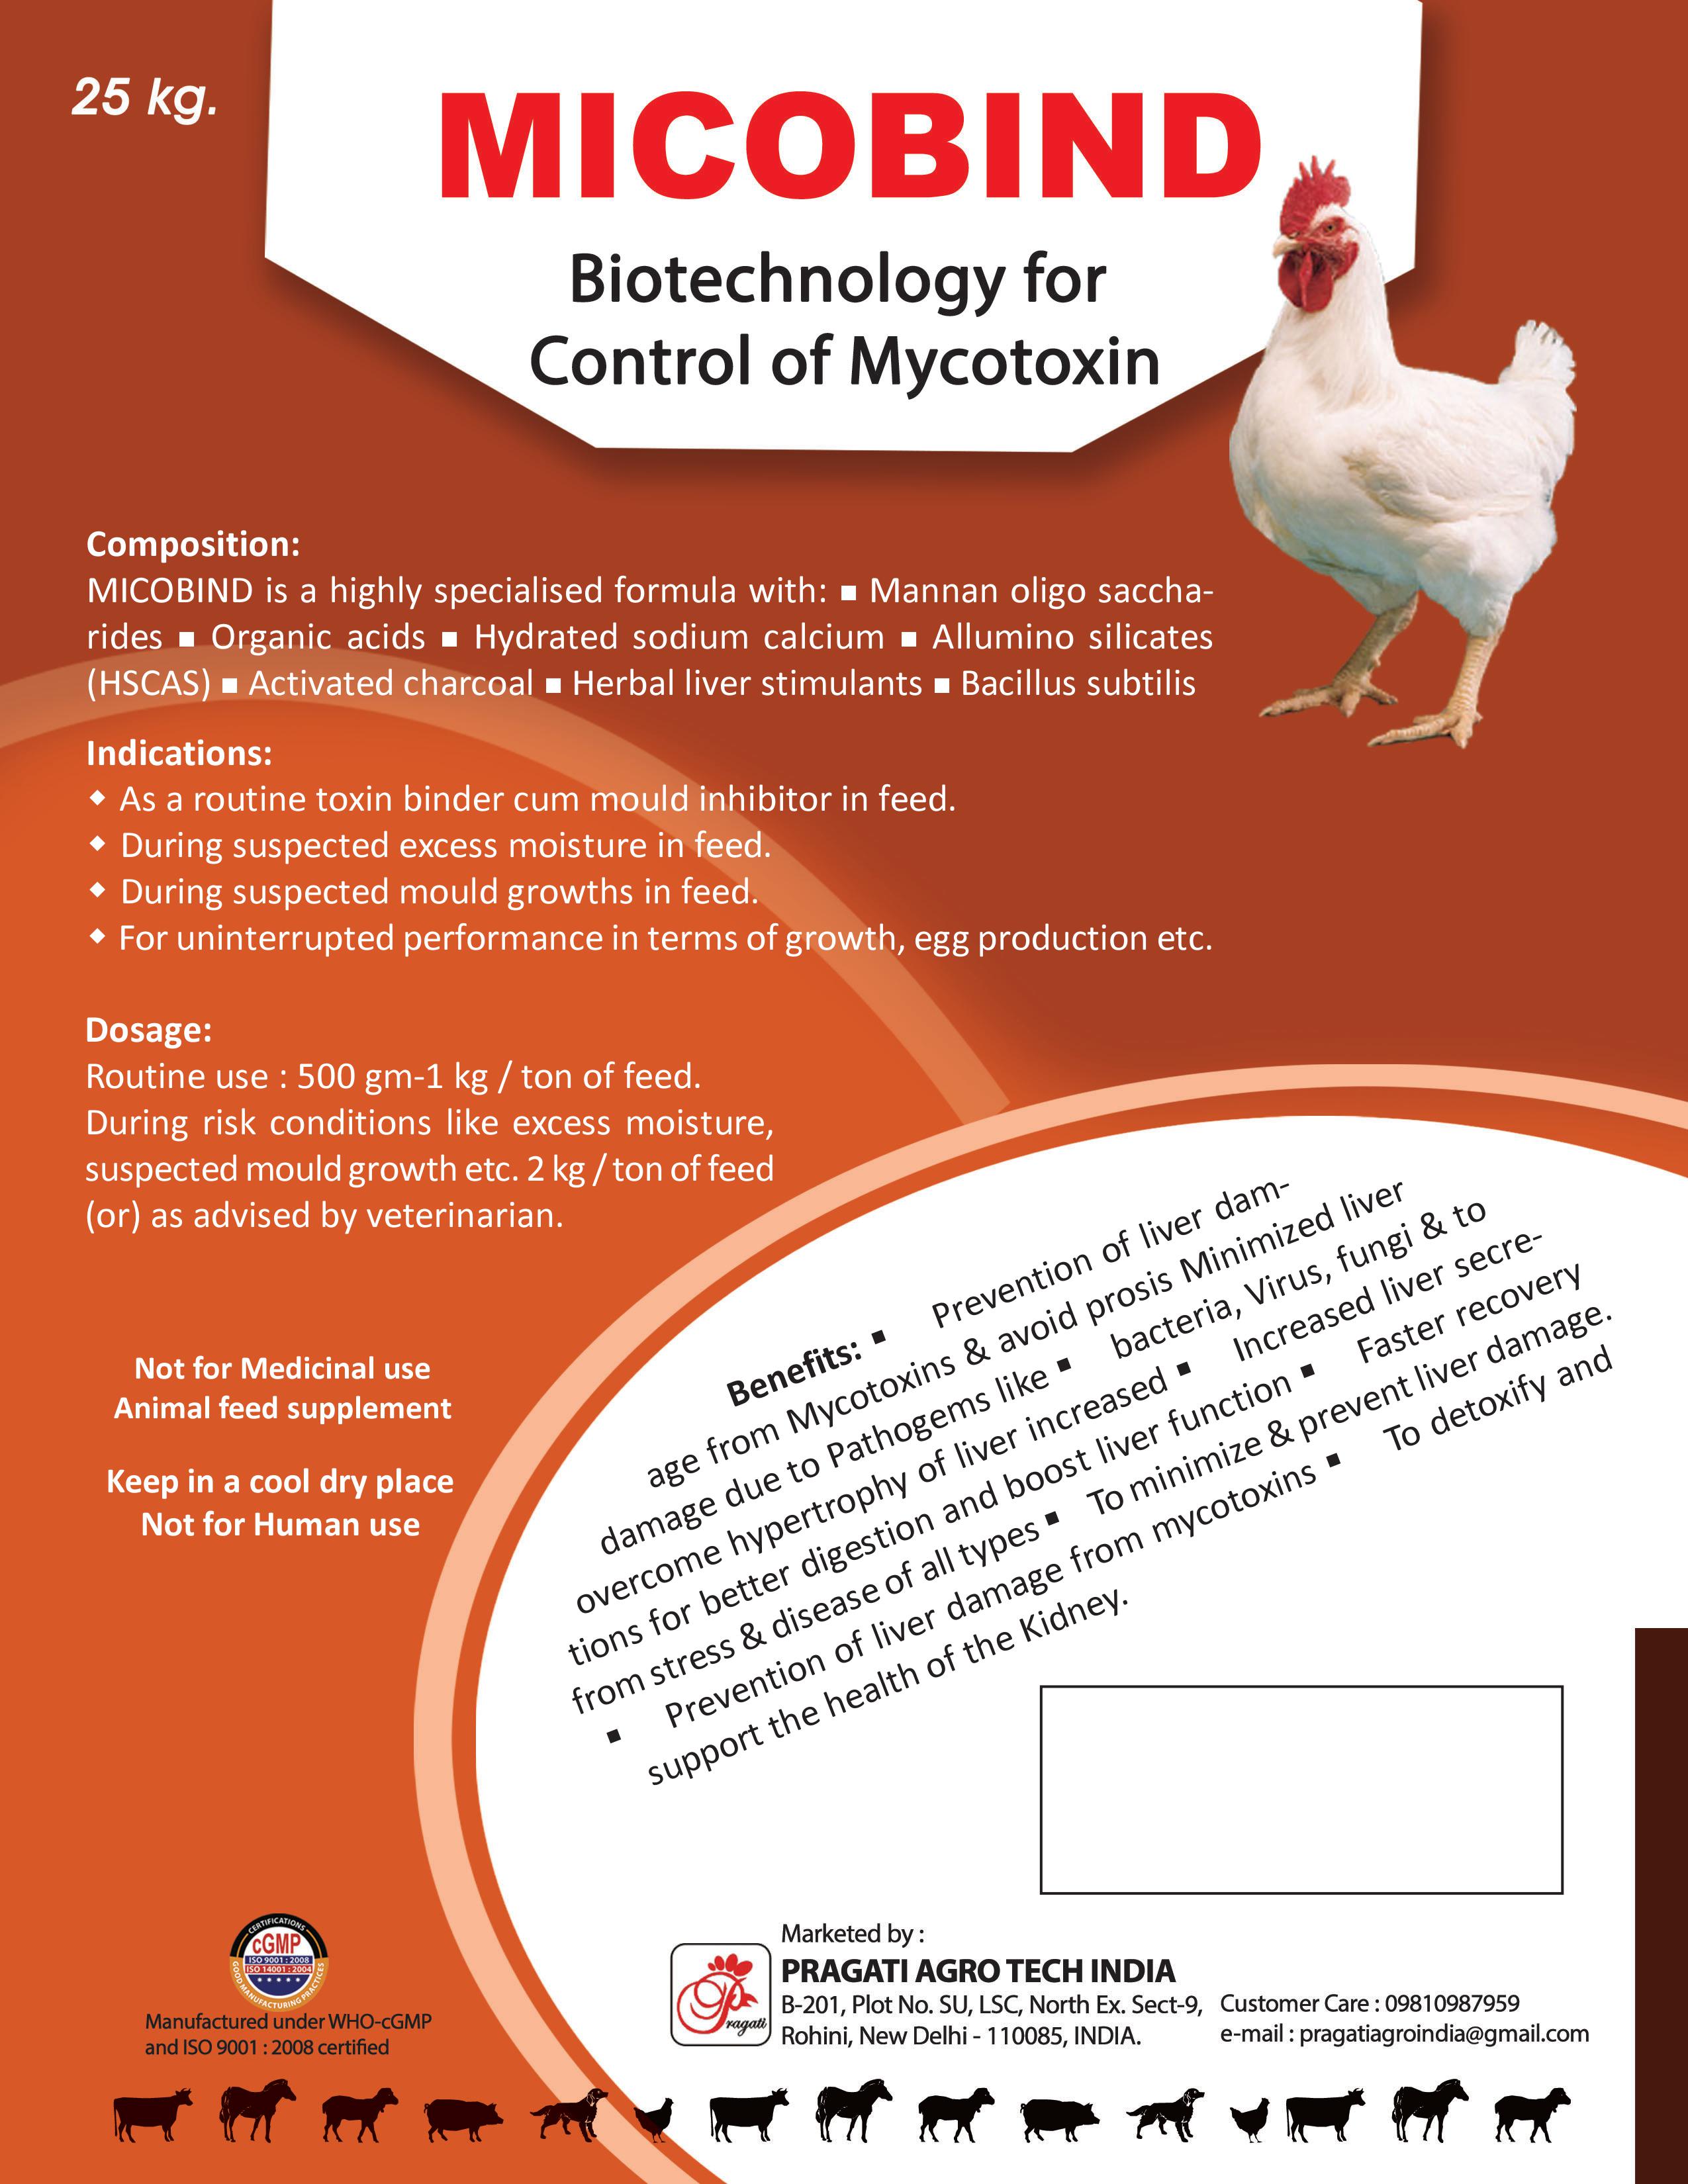 25 kg.
MICOBIND
Biotechnology for
Control of Mycotoxin
Composition:
MICOBIND is a highly specialised formula with: ▪ Mannan oligo saccha-
rides ▪ Organic acids ▪ Hydrated sodium calcium ▪ Allumino silicates
(HSCAS) ▪ Activated charcoal ▪ Herbal liver stimulants ▪ Bacillus subtilis
Indications:
◆ As a routine toxin binder cum mould inhibitor in feed.
◆ During suspected excess moisture in feed.
◆ During suspected mould growths in feed.
◆ For uninterrupted performance in terms of growth, egg production etc.
Dosage:
Routine use : 500 gm-1 kg / ton of feed.
During risk conditions like excess moisture,
suspected mould growth etc. 2 kg / ton of feed
(or) as advised by veterinarian.
Not for Medicinal use
Animal feed supplement
Keep in a cool dry place
Not for Human use
Benefits: ▪ Prevention of liver dam-
age from Mycotoxins & avoid prosis Minimized liver
damage due to Pathogems like ▪ bacteria, Virus, fungi & to
overcome hypertrophy of liver increased ▪ Increased liver secre-
tions for better digestion and boost liver function ▪ Faster recovery
from stress & disease of all types ▪ To minimize & prevent liver damage.
▪ Prevention of liver damage from mycotoxins ▪ To detoxify and
support the health of the Kidney.
CERTIFICATIONS
cGMP
ISO 9001 : 2008
ISO 14001 : 2004
GOOD MANUFACTURING PRACTICES
Manufactured under WHO-cGMP
and ISO 9001 : 2008 certified
Pragati
Marketed by :
PRAGATI AGRO TECH INDIA
B-201, Plot No. SU, LSC, North Ex. Sect-9,
Rohini, New Delhi - 110085, INDIA.
Customer Care : 09810987959
e-mail : pragatiagroindia@gmail.com